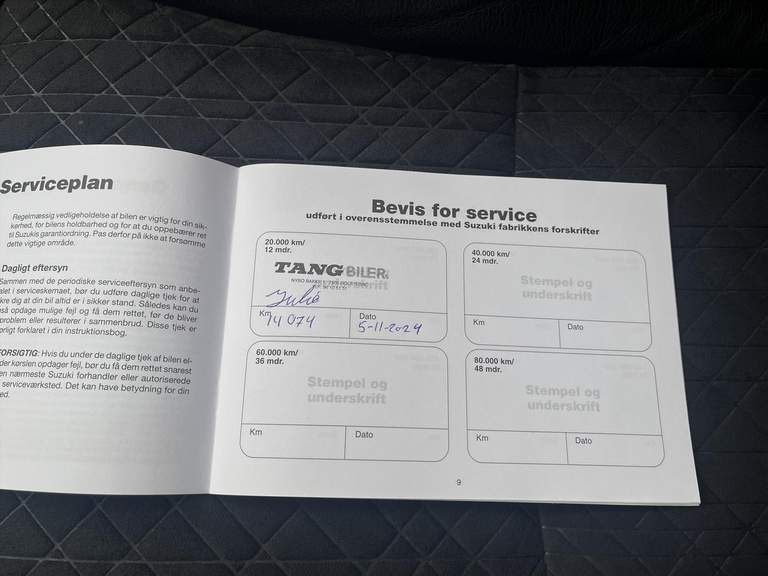 Serviceplan
Regelmæssig vedligeholdelse af bilen er vigtig for din sik-
kerhed, for bilens holdbarhed og for at du oppebærer ret
til Suzukis garantiordning. Pas derfor på ikke at forsømme
dette vigtige område.
Dagligt eftersyn
Sammen med de periodiske serviceeftersyn som anbe-
alet i serviceskemaet, bør du udføre daglige tjek for at
kre dig at din bil altid er i sikker stand. Således kan du
så opdage mulige fejl og få dem rettet, før de bliver
problem eller resulterer i sammenbrud. Disse tjek er
ørligt forklaret i din instruktionsbog.
FORSIGTIG: Hvis du under de daglige tjek af bilen el-
der kørslen opdager fejl, bør du få dem rettet snarest
en nærmeste Suzuki forhandler eller autoriserede
serviceværksted. Det kan have betydning for din
ed.
Bevis for service
udført i overensstemmelse med Suzuki fabrikkens forskrifter
20.000 km/
12 mdr.
TANG BILER
Km
14 074
Dato
5-11-2024
40.000 km/
24 mdr.
Stempel og
underskrift
Km
Dato
60.000 km/
36 mdr.
Stempel og
underskrift
Km
Dato
80.000 km/
48 mdr.
Stempel og
underskrift
Km
Dato
9